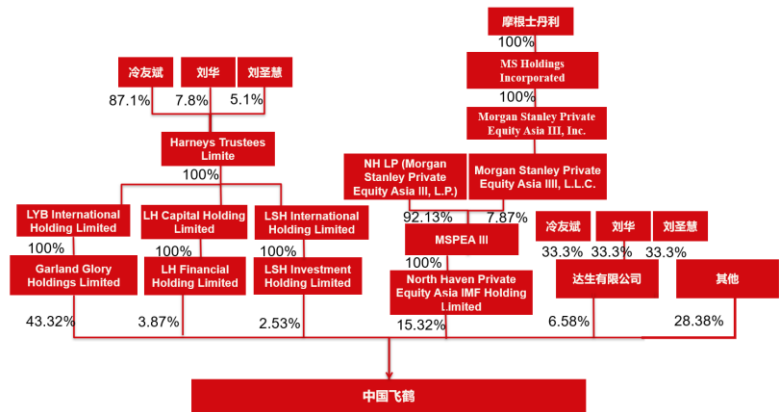 摩根士丹利
100%
MS Holdings
Incorporated
100%
Morgan Stanley Private
Equity Asia III, Inc.
冷友斌
刘华
刘圣慧
87.1%
7.8%
5.1%
Harneys Trustees
Limite
100%
NH LP (Morgan
Stanley Private
Equity Asia III, L.P.)
Morgan Stanley Private
Equity Asia IIII, L.L.C.
92.13%
7.87%
LYB International
Holding Limited
LH Capital Holding
Limited
LSH International
Holding Limited
100%
100%
100%
MSPEA III
100%
冷友斌
刘华
刘圣慧
33.3%
33.3%
33.3%
Garland Glory
Holdings Limited
LH Financial
Holding Limited
LSH Investment
Holding Limited
North Haven Private
Equity Asia IMF Holding
Limited
达生有限公司
其他
43.32%
3.87%
2.53%
15.32%
6.58%
28.38%
中国飞鹤